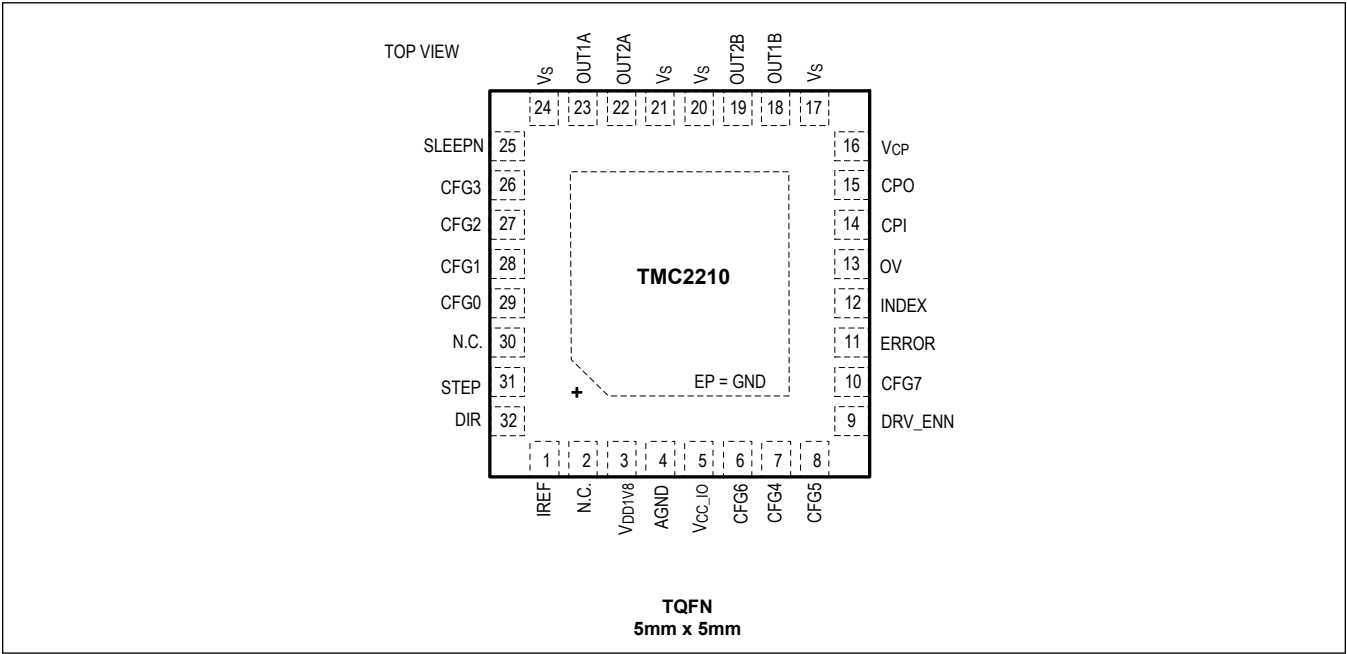 TOP VIEW
VS OUT1A OUT2A VS VS OUT2B OUT1B VS
24 23 22 21 20 19 18 17
SLEEPN 25 16 VCP
CFG3 26 15 CPO
CFG2 27 14 CPI
CFG1 28 13 OV
CFG0 29 12 INDEX
N.C. 30 11 ERROR
STEP 31 10 CFG7
DIR 32 9 DRV_ENN
TMC2210
EP = GND
+
1 2 3 4 5 6 7 8
IREF N.C. VDD1V8 AGND VCC_IO CFG6 CFG4 CFG5
TQFN
5mm x 5mm